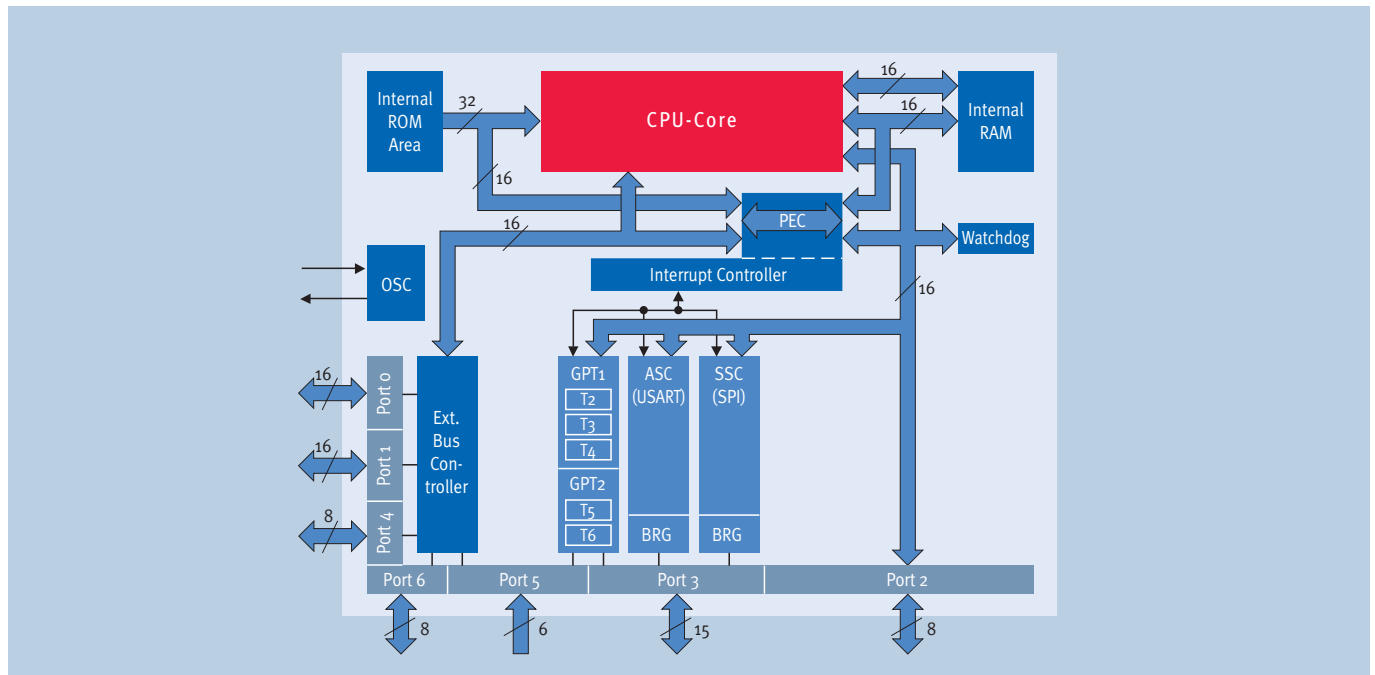 Internal
ROM
Area
32
16
CPU-Core
16
16
Internal
RAM
16
PEC
Watchdog
Interrupt Controller
16
OSC
16
Port 0
16
Port 1
8
Port 4
Ext.
Bus
Con-
troller
GPT1
T2
T3
T4
GPT2
T5
T6
ASC
(USART)
BRG
SSC
(SPI)
BRG
Port 6
Port 5
Port 3
Port 2
8
6
15
8